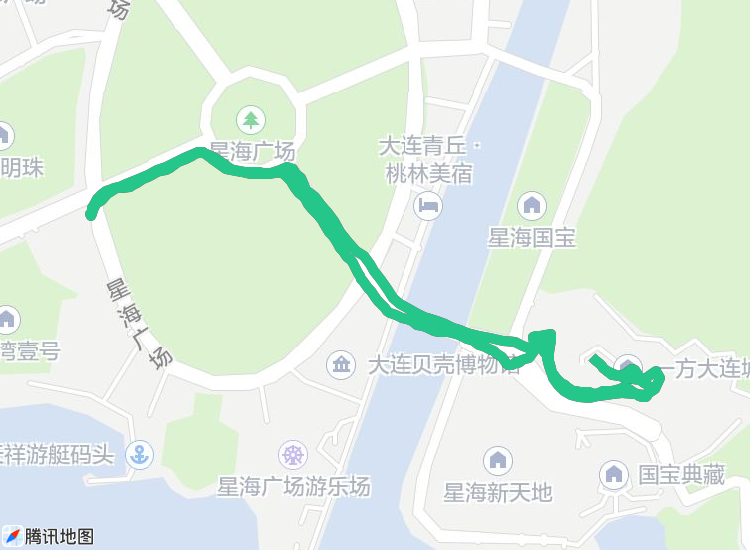 场
星海广场
大连青丘·
桃林美宿
明珠
星海国宝
星海广场
湾壹号
大连贝壳博物馆
一方大连城
祥游艇码头
星海广场游乐场
星海新天地
国宝典藏
腾讯地图